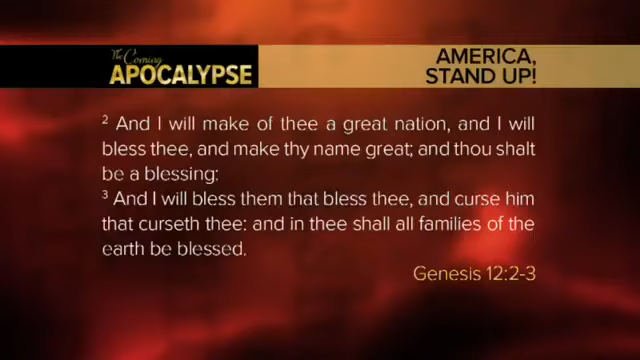 The Coming
APOCALYPSE
AMERICA,
STAND UP!
2 And I will make of thee a great nation, and I will
bless thee, and make thy name great; and thou shalt
be a blessing:
3 And I will bless them that bless thee, and curse him
that curseth thee: and in thee shall all families of the
earth be blessed.
Genesis 12:2-3